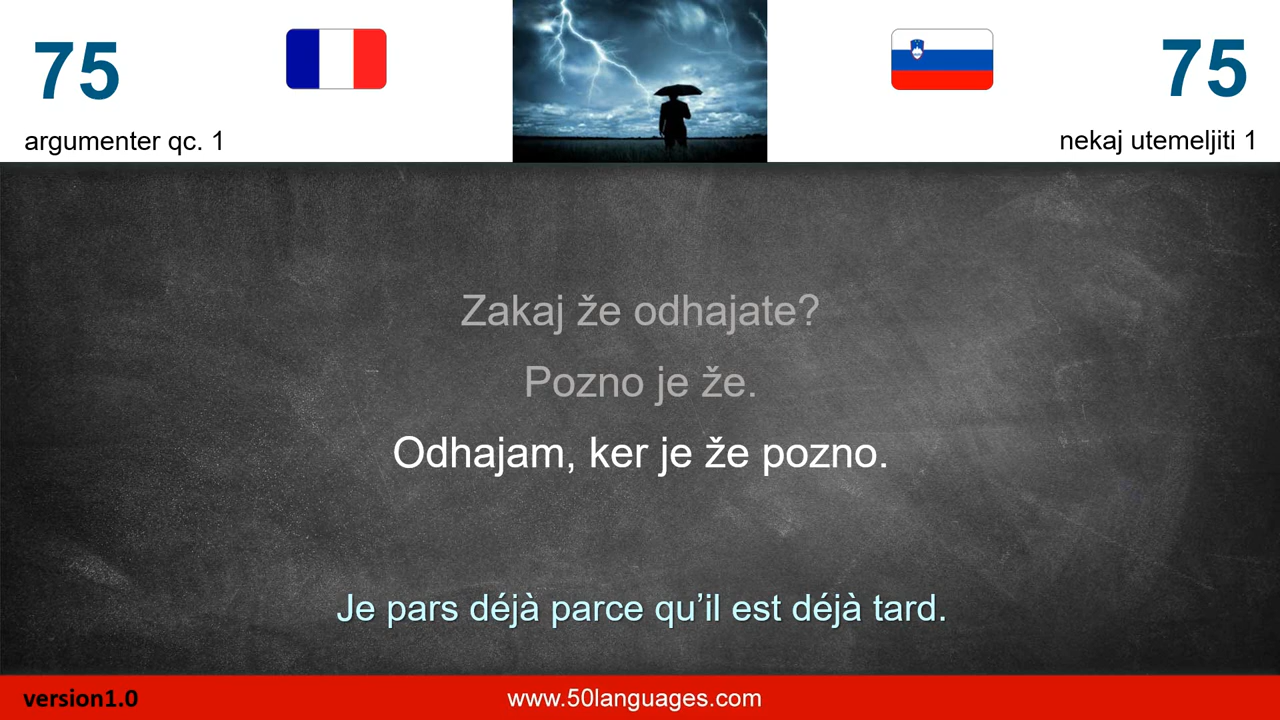 75
75
argumenter qc. 1
nekaj utemeljiti 1
Zakaj že odhajate?
Pozno je že.
Odhajam, ker je že pozno.
Je pars déjà parce qu’il est déjà tard.
version1.0
www.50languages.com